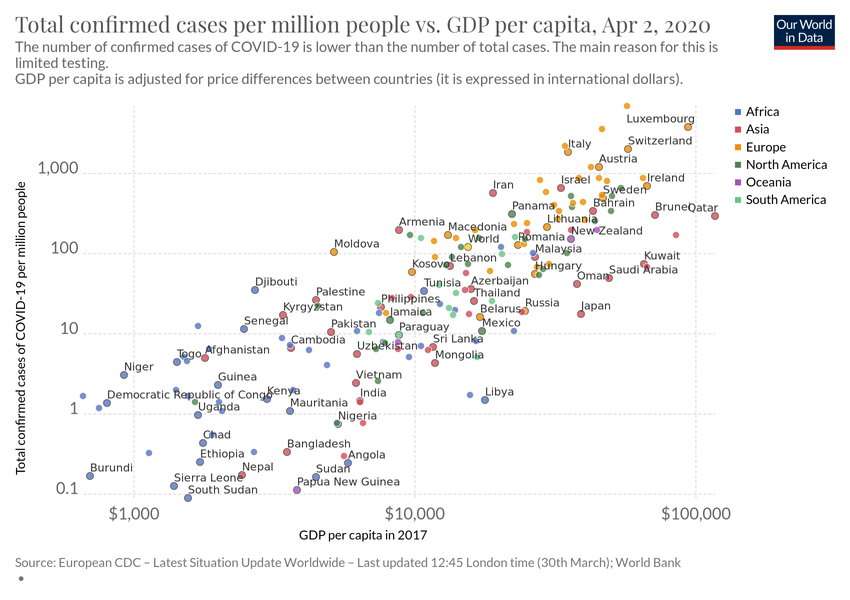 Total confirmed cases per million people vs. GDP per capita, Apr 2, 2020
Our World
in Data
The number of confirmed cases of COVID-19 is lower than the number of total cases. The main reason for this is
limited testing.
GDP per capita is adjusted for price differences between countries (it is expressed in international dollars).
Total confirmed cases of COVID-19 per million people
1,000
100
10
1
0.1
Luxembourg
Italy
Switzerland
Austria
Iran
Israel
Ireland
Sweden
Panama
Bahrain
Brunei
Qatar
Armenia
Macedonia
Lithuania
New Zealand
Moldova
World
Romania
Malaysia
Kosovo
Lebanon
Hungary
Kuwait
Djibouti
Tunisia
Azerbaijan
Oman
Saudi Arabia
Palestine
Philippines
Thailand
Kyrgyzstan
Jamaica
Belarus
Russia
Japan
Senegal
Pakistan
Paraguay
Mexico
Togo
Afghanistan
Cambodia
Uzbekistan
Sri Lanka
Mongolia
Niger
Guinea
Vietnam
Democratic Republic of Congo
Kenya
India
Libya
Uganda
Mauritania
Nigeria
Chad
Bangladesh
Ethiopia
Angola
Burundi
Nepal
Sudan
Sierra Leone
South Sudan
Papua New Guinea
$1,000
$10,000
$100,000
GDP per capita in 2017
Africa
Asia
Europe
North America
Oceania
South America
Source: European CDC – Latest Situation Update Worldwide – Last updated 12:45 London time (30th March); World Bank